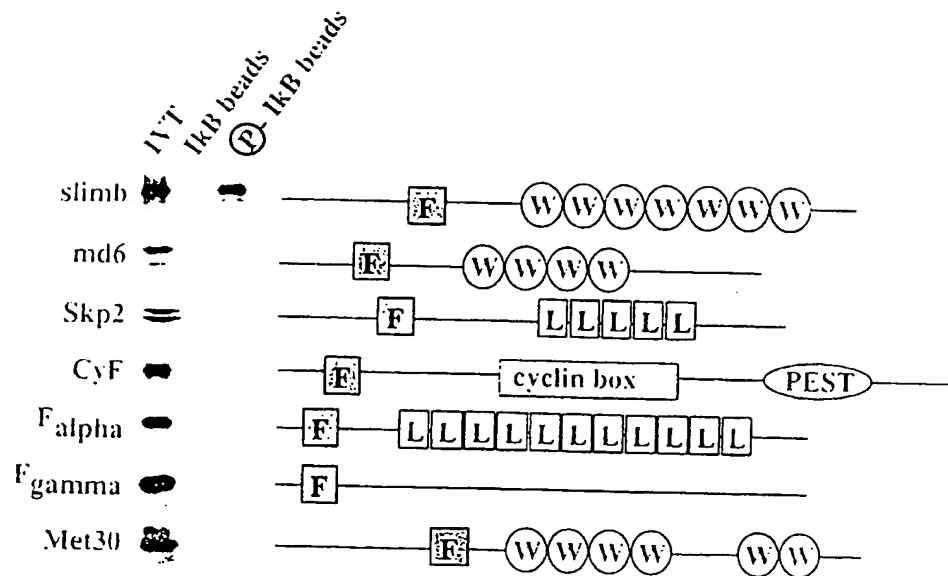 IVT
IkB beads
P - IkB beads
slimb F W W W W W W W
md6 F W W W W
Skp2 F L L L L L
CyF F cyclin box PEST
Falpha F L L L L L L L L L L L
Fgamma F
Met30 F W W W W W W